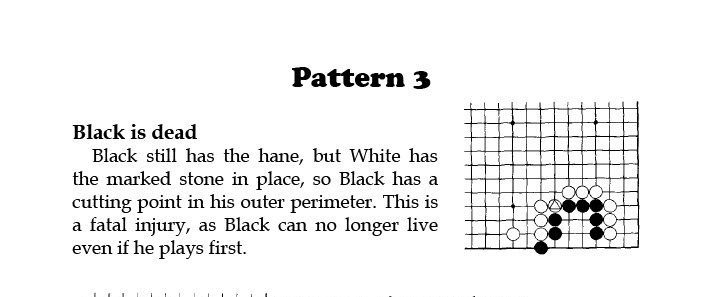 Pattern 3
Black is dead
Black still has the hane, but White has
the marked stone in place, so Black has a
cutting point in his outer perimeter. This is
a fatal injury, as Black can no longer live
even if he plays first.